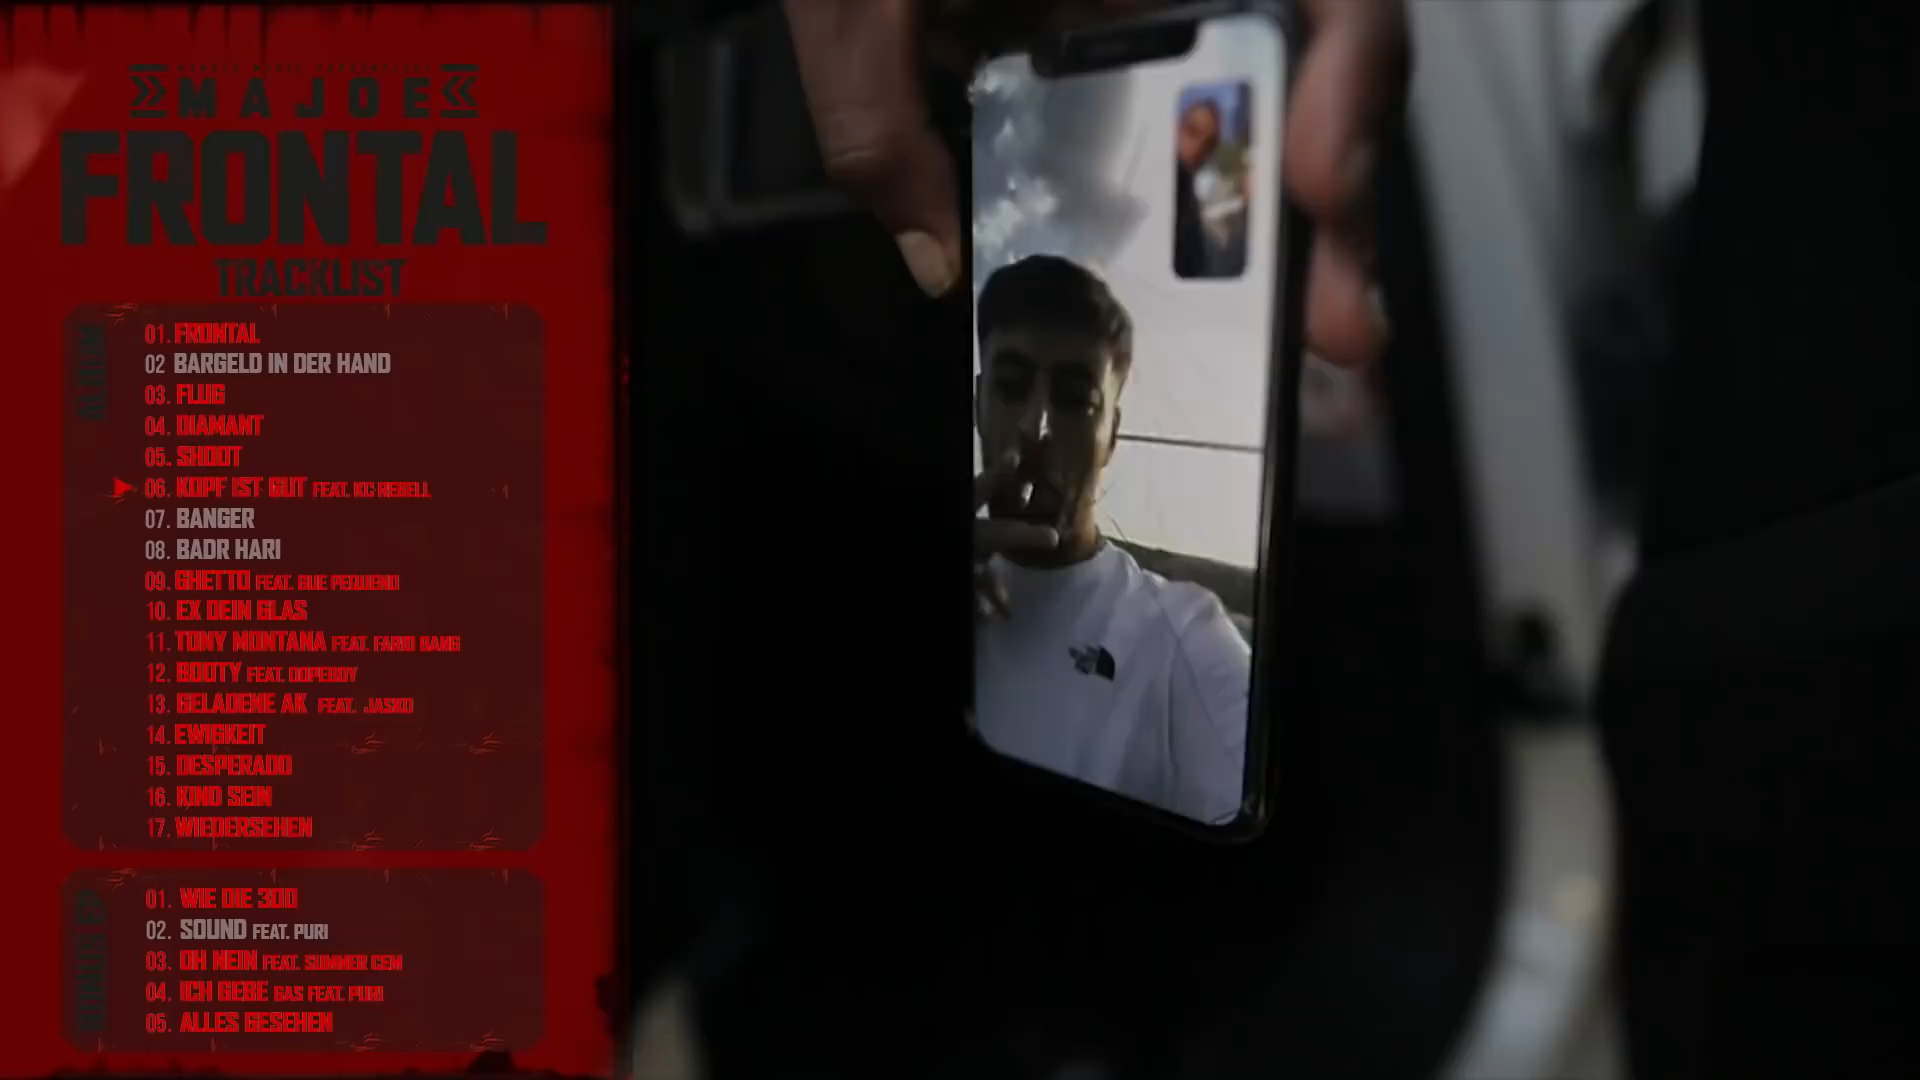 MAJOE
FRONTAL
TRACKLIST
ALBUM
01. FRONTAL
02 BARGELD IN DER HAND
03. FLUG
04. DIAMANT
05. SHOOT
06. KOPF IST GUT FEAT. KC REBELL
07. BANGER
08. BADR HARI
09. GHETTO FEAT. GUE PEQUENO
10. EX DEIN GLAS
11. TONY MONTANA FEAT. FARID BANG
12. BOOTY FEAT. DOPEBOY
13. GELADENE AK FEAT. JASKO
14. EWIGKEIT
15. DESPERADO
16. KIND SEIN
17. WIEDERSEHEN
BONUS EP
01. WIE DIE 300
02. SOUND FEAT. PURI
03. OH NEIN FEAT. SUMMER CEM
04. ICH GEBE GAS FEAT. PURI
05. ALLES GESEHEN